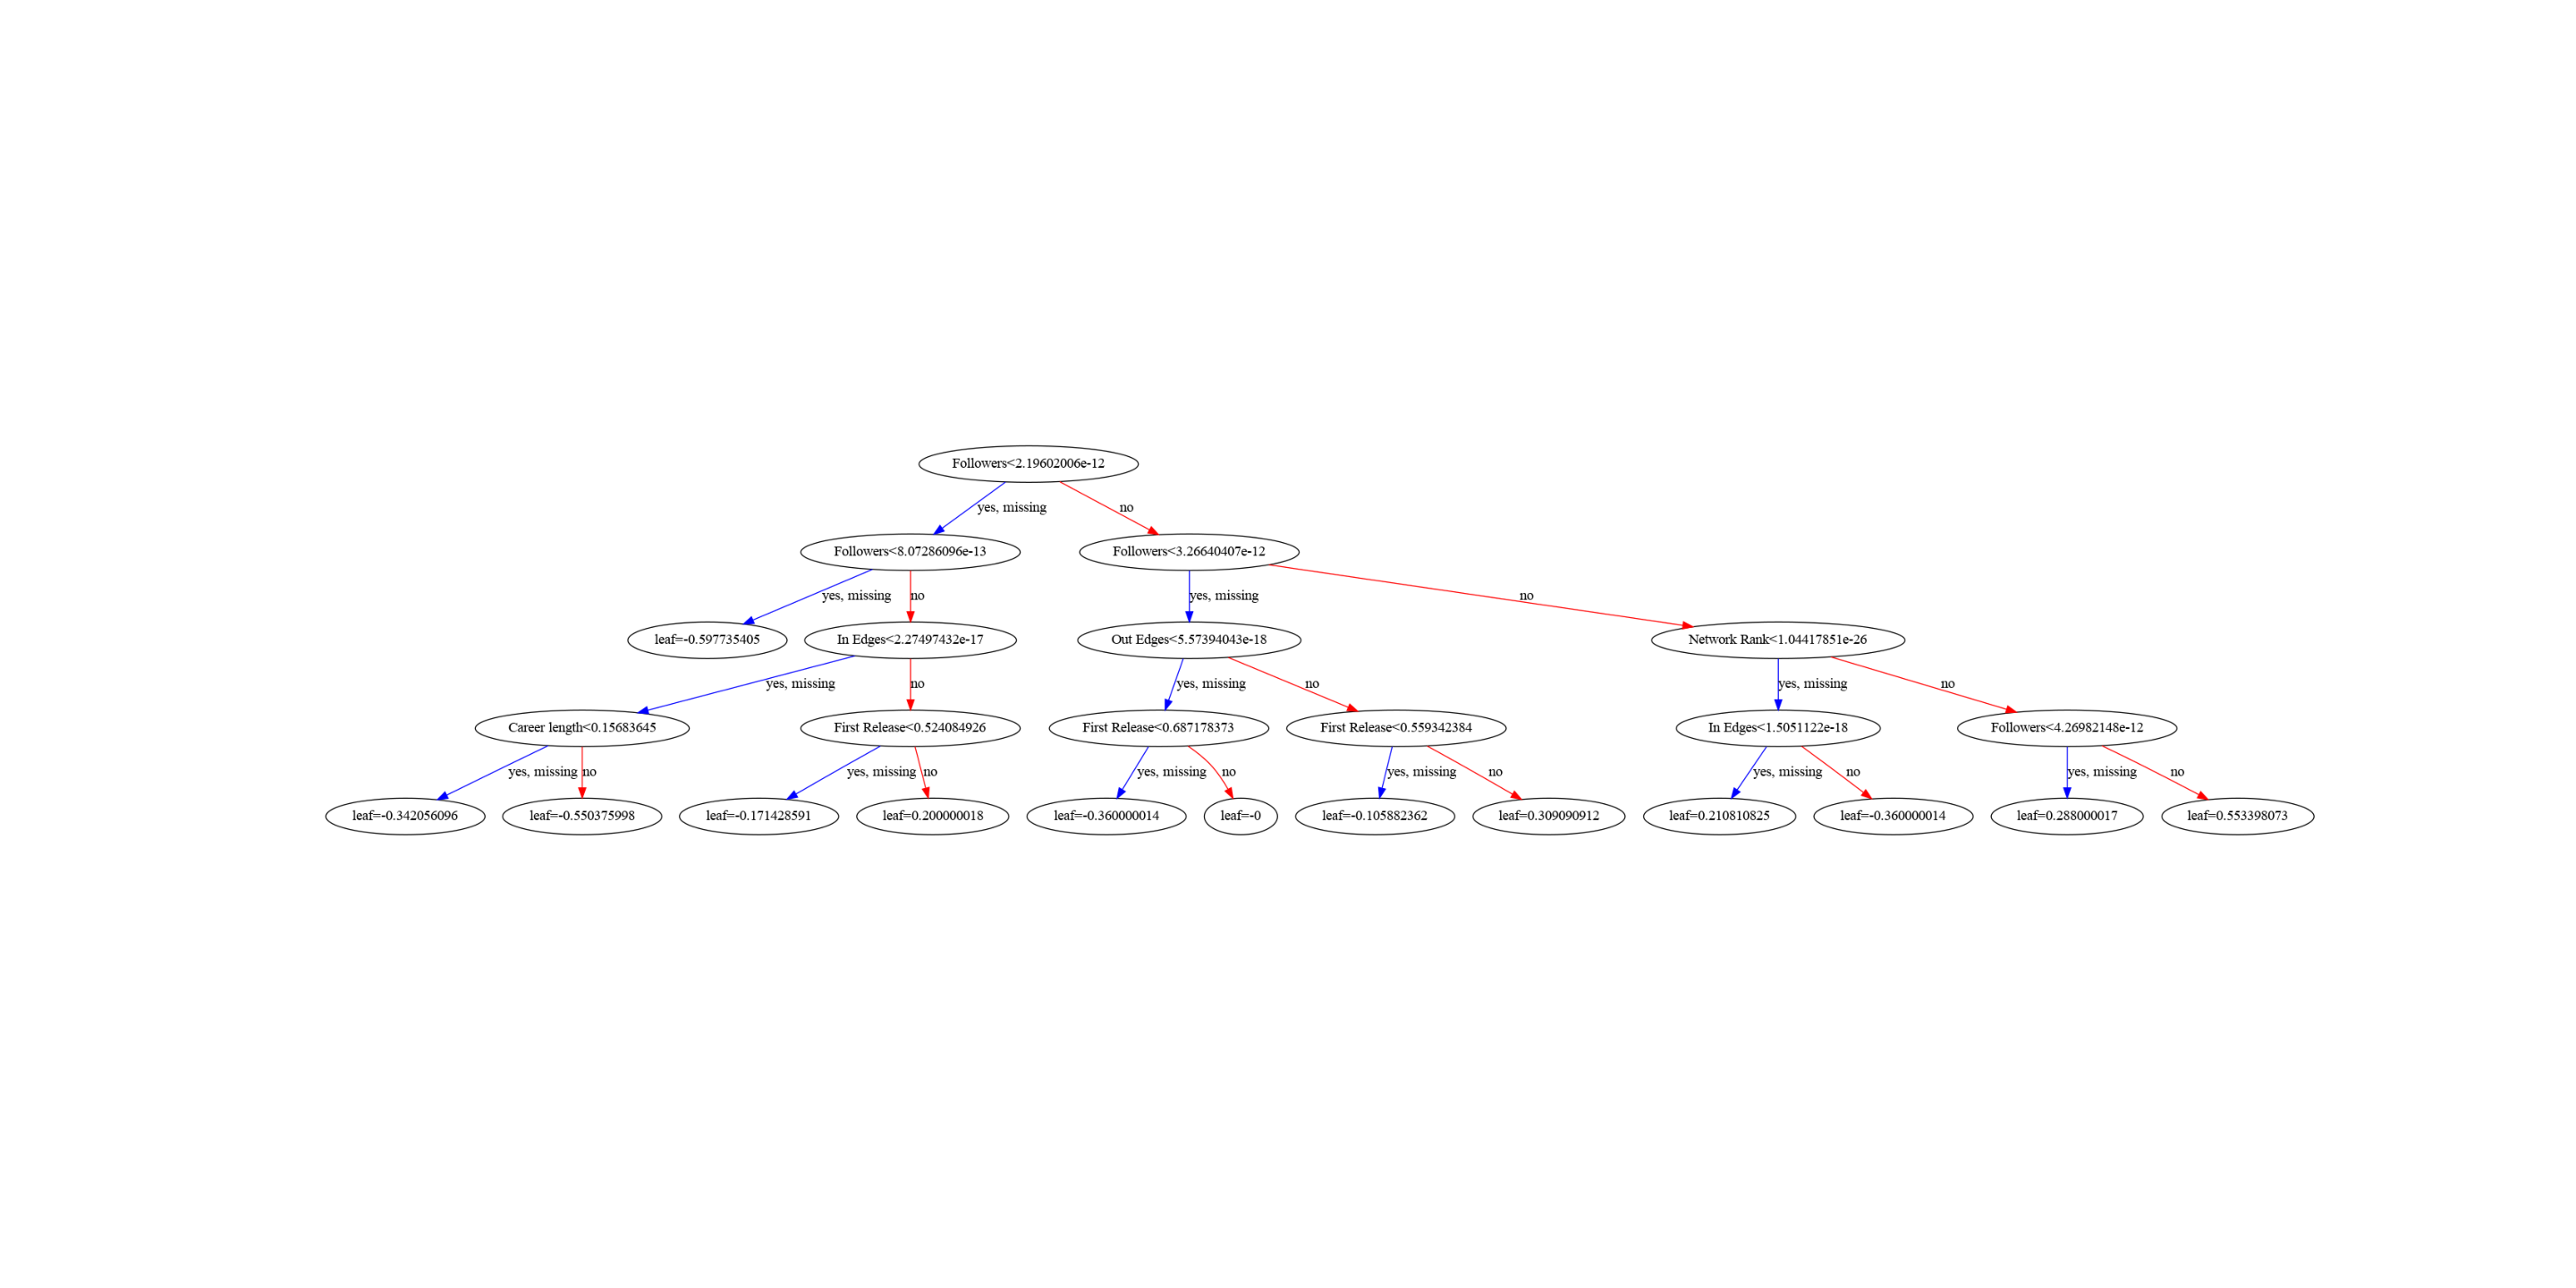 Followers<2.19602006e-12
yes, missing
no
Followers<8.07286096e-13
Followers<3.26640407e-12
yes, missing
no
yes, missing
no
leaf=-0.597735405
In Edges<2.27497432e-17
Out Edges<5.57394043e-18
Network Rank<1.04417851e-26
yes, missing
no
yes, missing
no
yes, missing
no
Career length<0.15683645
First Release<0.524084926
First Release<0.687178373
First Release<0.559342384
In Edges<1.5051122e-18
Followers<4.26982148e-12
yes, missing
no
yes, missing
no
yes, missing
no
yes, missing
no
yes, missing
no
yes, missing
no
leaf=-0.342056096
leaf=-0.550375998
leaf=-0.171428591
leaf=0.200000018
leaf=-0.360000014
leaf=-0
leaf=-0.105882362
leaf=0.309090912
leaf=0.210810825
leaf=-0.360000014
leaf=0.288000017
leaf=0.553398073